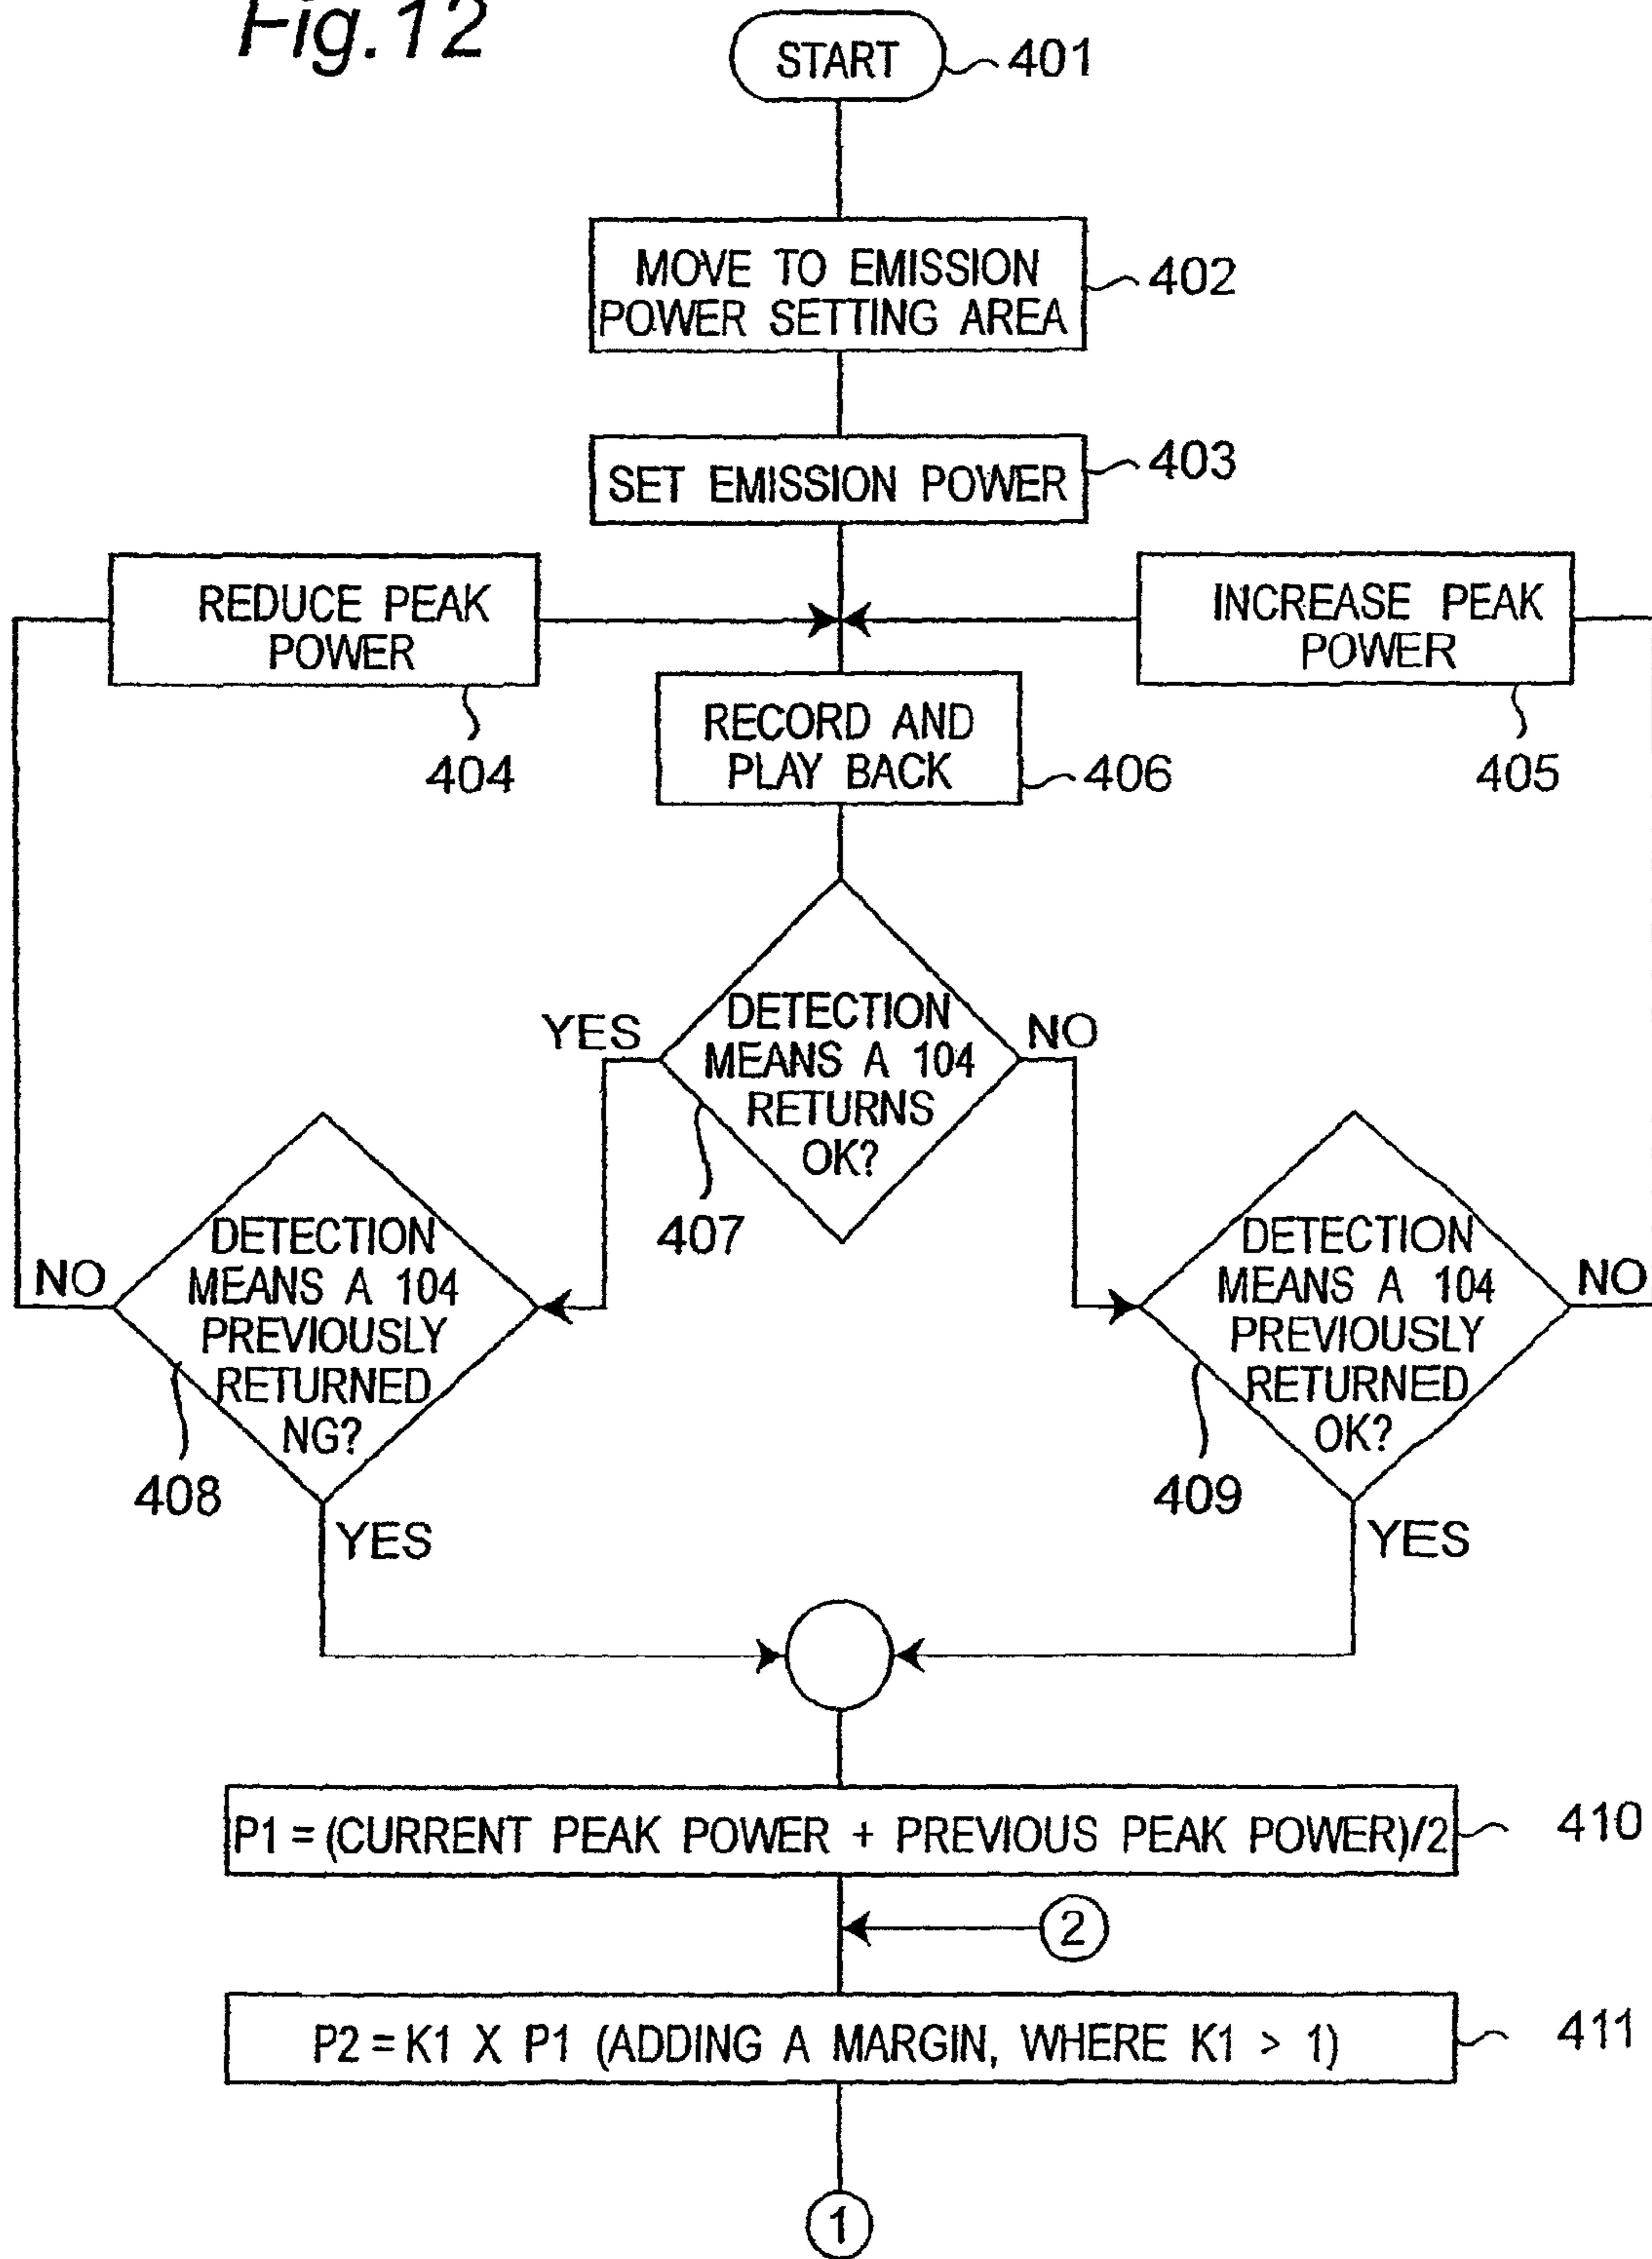 Fig.12
START
401
MOVE TO EMISSION
POWER SETTING AREA
402
SET EMISSION POWER
403
REDUCE PEAK
POWER
404
INCREASE PEAK
POWER
405
RECORD AND
PLAY BACK
406
YES
DETECTION
MEANS A 104
RETURNS
OK?
NO
407
NO
DETECTION
MEANS A 104
PREVIOUSLY
RETURNED
NG?
408
YES
DETECTION
MEANS A 104
PREVIOUSLY
RETURNED
OK?
NO
409
YES
P1 = (CURRENT PEAK POWER + PREVIOUS PEAK POWER)/2
410
2
P2 = K1 X P1 (ADDING A MARGIN, WHERE K1 > 1)
411
1